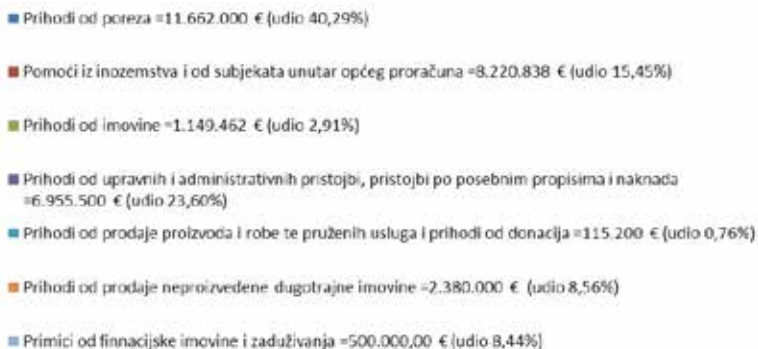 Prihodi od poreza =11.662.000 € (udio 40,29%)
Pomoći iz inozemstva i od subjekata unutar općeg proračuna =8.220.838 € (udio 15,45%)
Prihodi od imovine =1.149.462 € (udio 2,91%)
Prihodi od upravnih i administrativnih pristojbi, pristojbi po posebnim propisima i naknada
=6.955.500 € (udio 23,60%)
Prihodi od prodaje proizvoda i robe te pruženih usluga i prihodi od donacija =115.200 € (udio 0,76%)
Prihodi od prodaje neproizvedene dugotrajne imovine =2.380.000 € (udio 8,56%)
Primici od finnacijske imovine i zaduživanja =500.000,00 € (udio 8,44%)